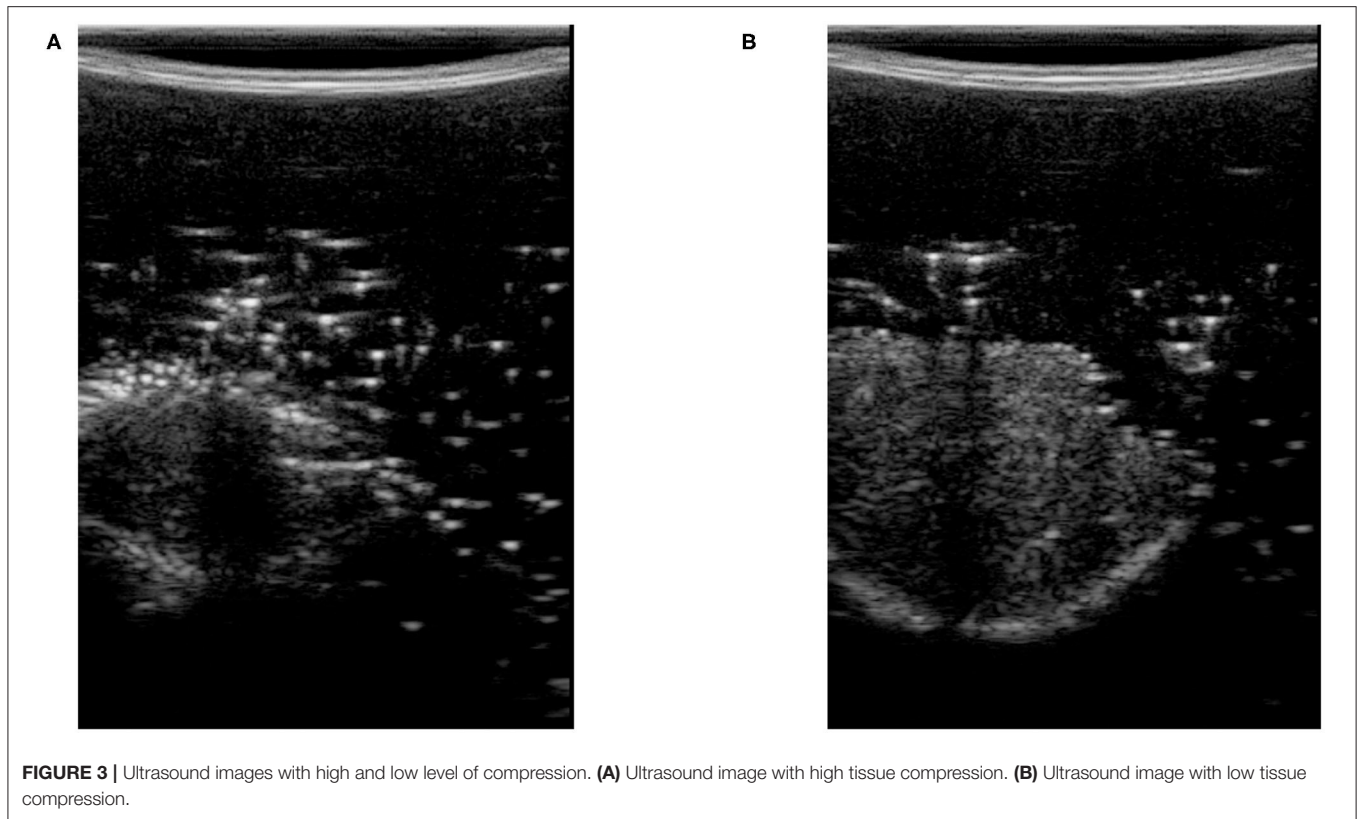 A
B
FIGURE 3 | Ultrasound images with high and low level of compression. (A) Ultrasound image with high tissue compression. (B) Ultrasound image with low tissue
compression.